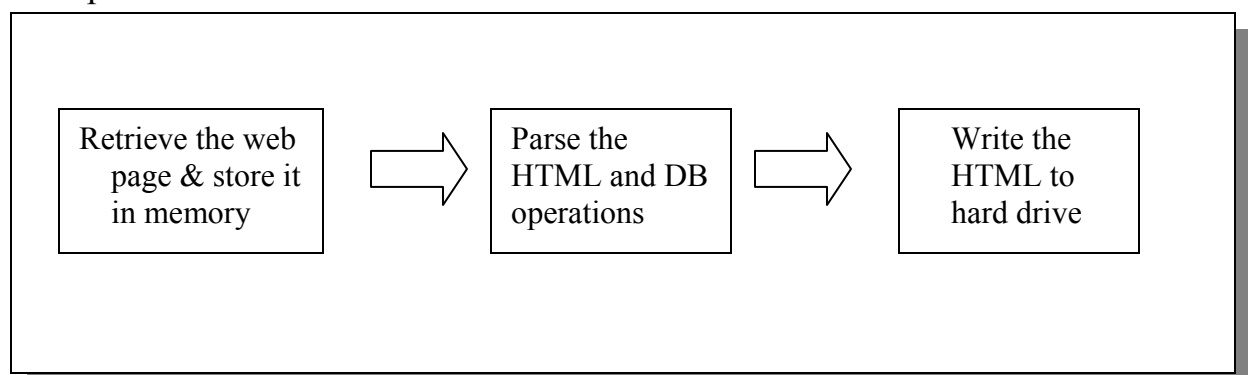 Retrieve the web
page & store it
in memory
Parse the
HTML and DB
operations
Write the
HTML to
hard drive